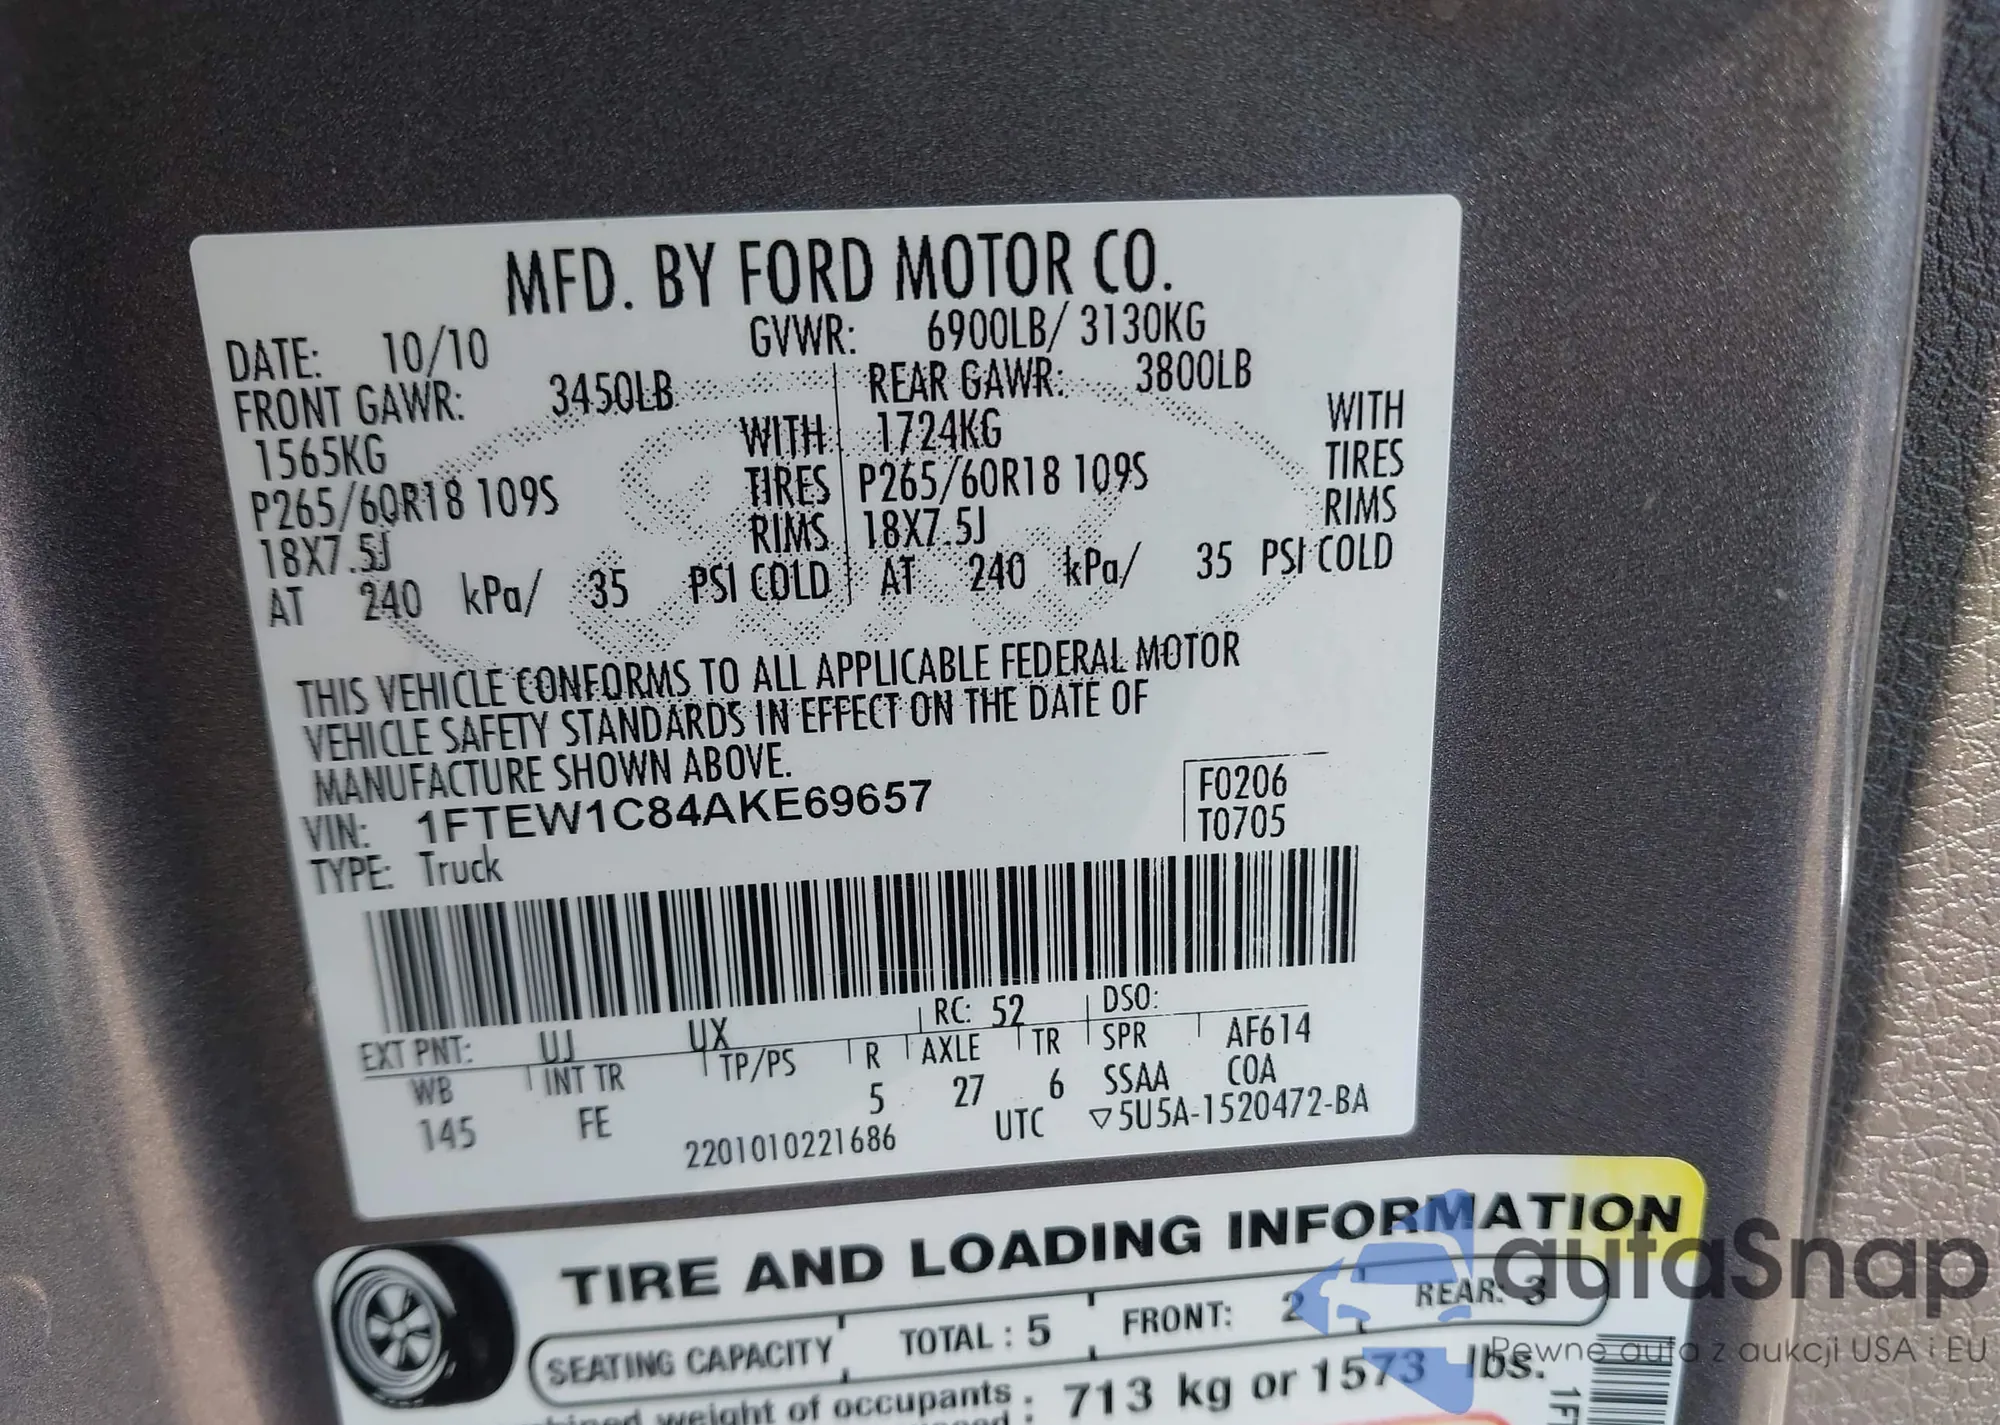 MFD. BY FORD MOTOR CO.
DATE: 10/10 GVWR: 6900LB/ 3130KG
FRONT GAWR: 3450LB REAR GAWR: 3800LB
1565KG WITH 1724KG WITH
P265/60R18 109S TIRES P265/60R18 109S TIRES
18X7.5J RIMS 18X7.5J RIMS
AT 240 kPa/ 35 PSI COLD AT 240 kPa/ 35 PSI COLD
THIS VEHICLE CONFORMS TO ALL APPLICABLE FEDERAL MOTOR
VEHICLE SAFETY STANDARDS IN EFFECT ON THE DATE OF
MANUFACTURE SHOWN ABOVE.
VIN: 1FTEW1C84AKE69657 F0206
TYPE: Truck T0705
EXT PNT: UJ UX RC: 52 DSO:
WB INT TR TP/PS R AXLE TR SPR AF614
145 FE 5 27 6 SSAA COA
2201010221686 UTC ▽5U5A-1520472-BA
TIRE AND LOADING INFORMATION
SEATING CAPACITY TOTAL : 5 FRONT: 2 REAR: 3
weight of occupants : 713 kg or 1573 lbs.
1F
autaSnap
Pewne auta z aukcji USA i EU